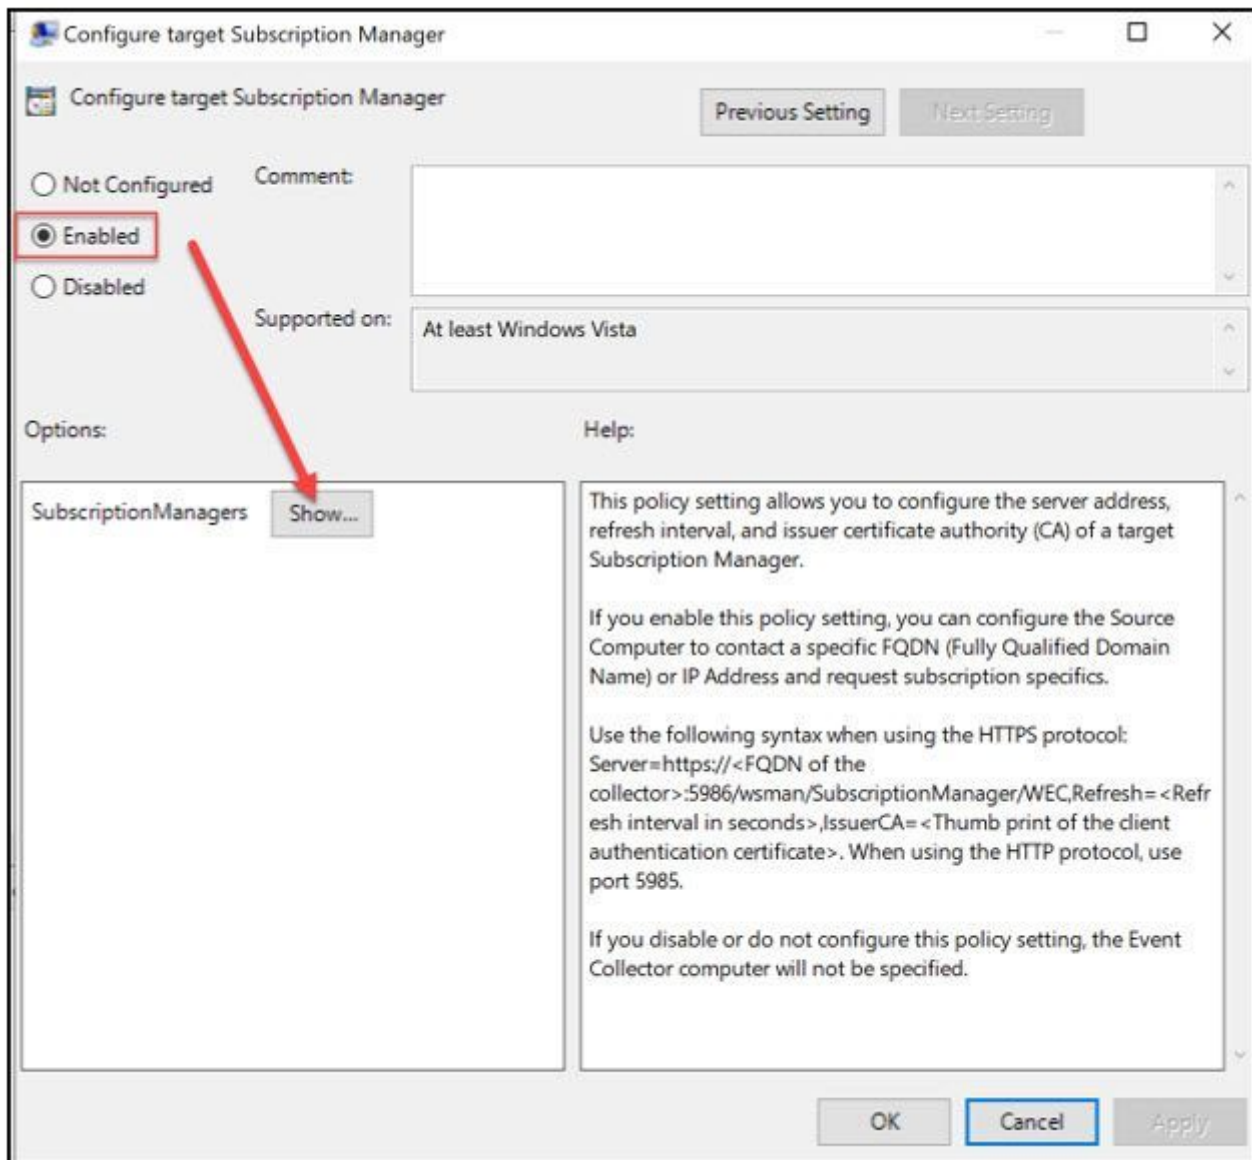 Configure target Subscription Manager
Configure target Subscription Manager
Previous Setting
Next Setting
Not Configured
Comment:
Enabled
Disabled
Supported on:
At least Windows Vista
Options:
Help:
SubscriptionManagers
Show...
This policy setting allows you to configure the server address,
refresh interval, and issuer certificate authority (CA) of a target
Subscription Manager.
If you enable this policy setting, you can configure the Source
Computer to contact a specific FQDN (Fully Qualified Domain
Name) or IP Address and request subscription specifics.
Use the following syntax when using the HTTPS protocol:
Server=https://<FQDN of the
collector>:5986/wsman/SubscriptionManager/WEC,Refresh=<Refr
esh interval in seconds>,IssuerCA=<Thumb print of the client
authentication certificate>. When using the HTTP protocol, use
port 5985.
If you disable or do not configure this policy setting, the Event
Collector computer will not be specified.
OK
Cancel
Apply